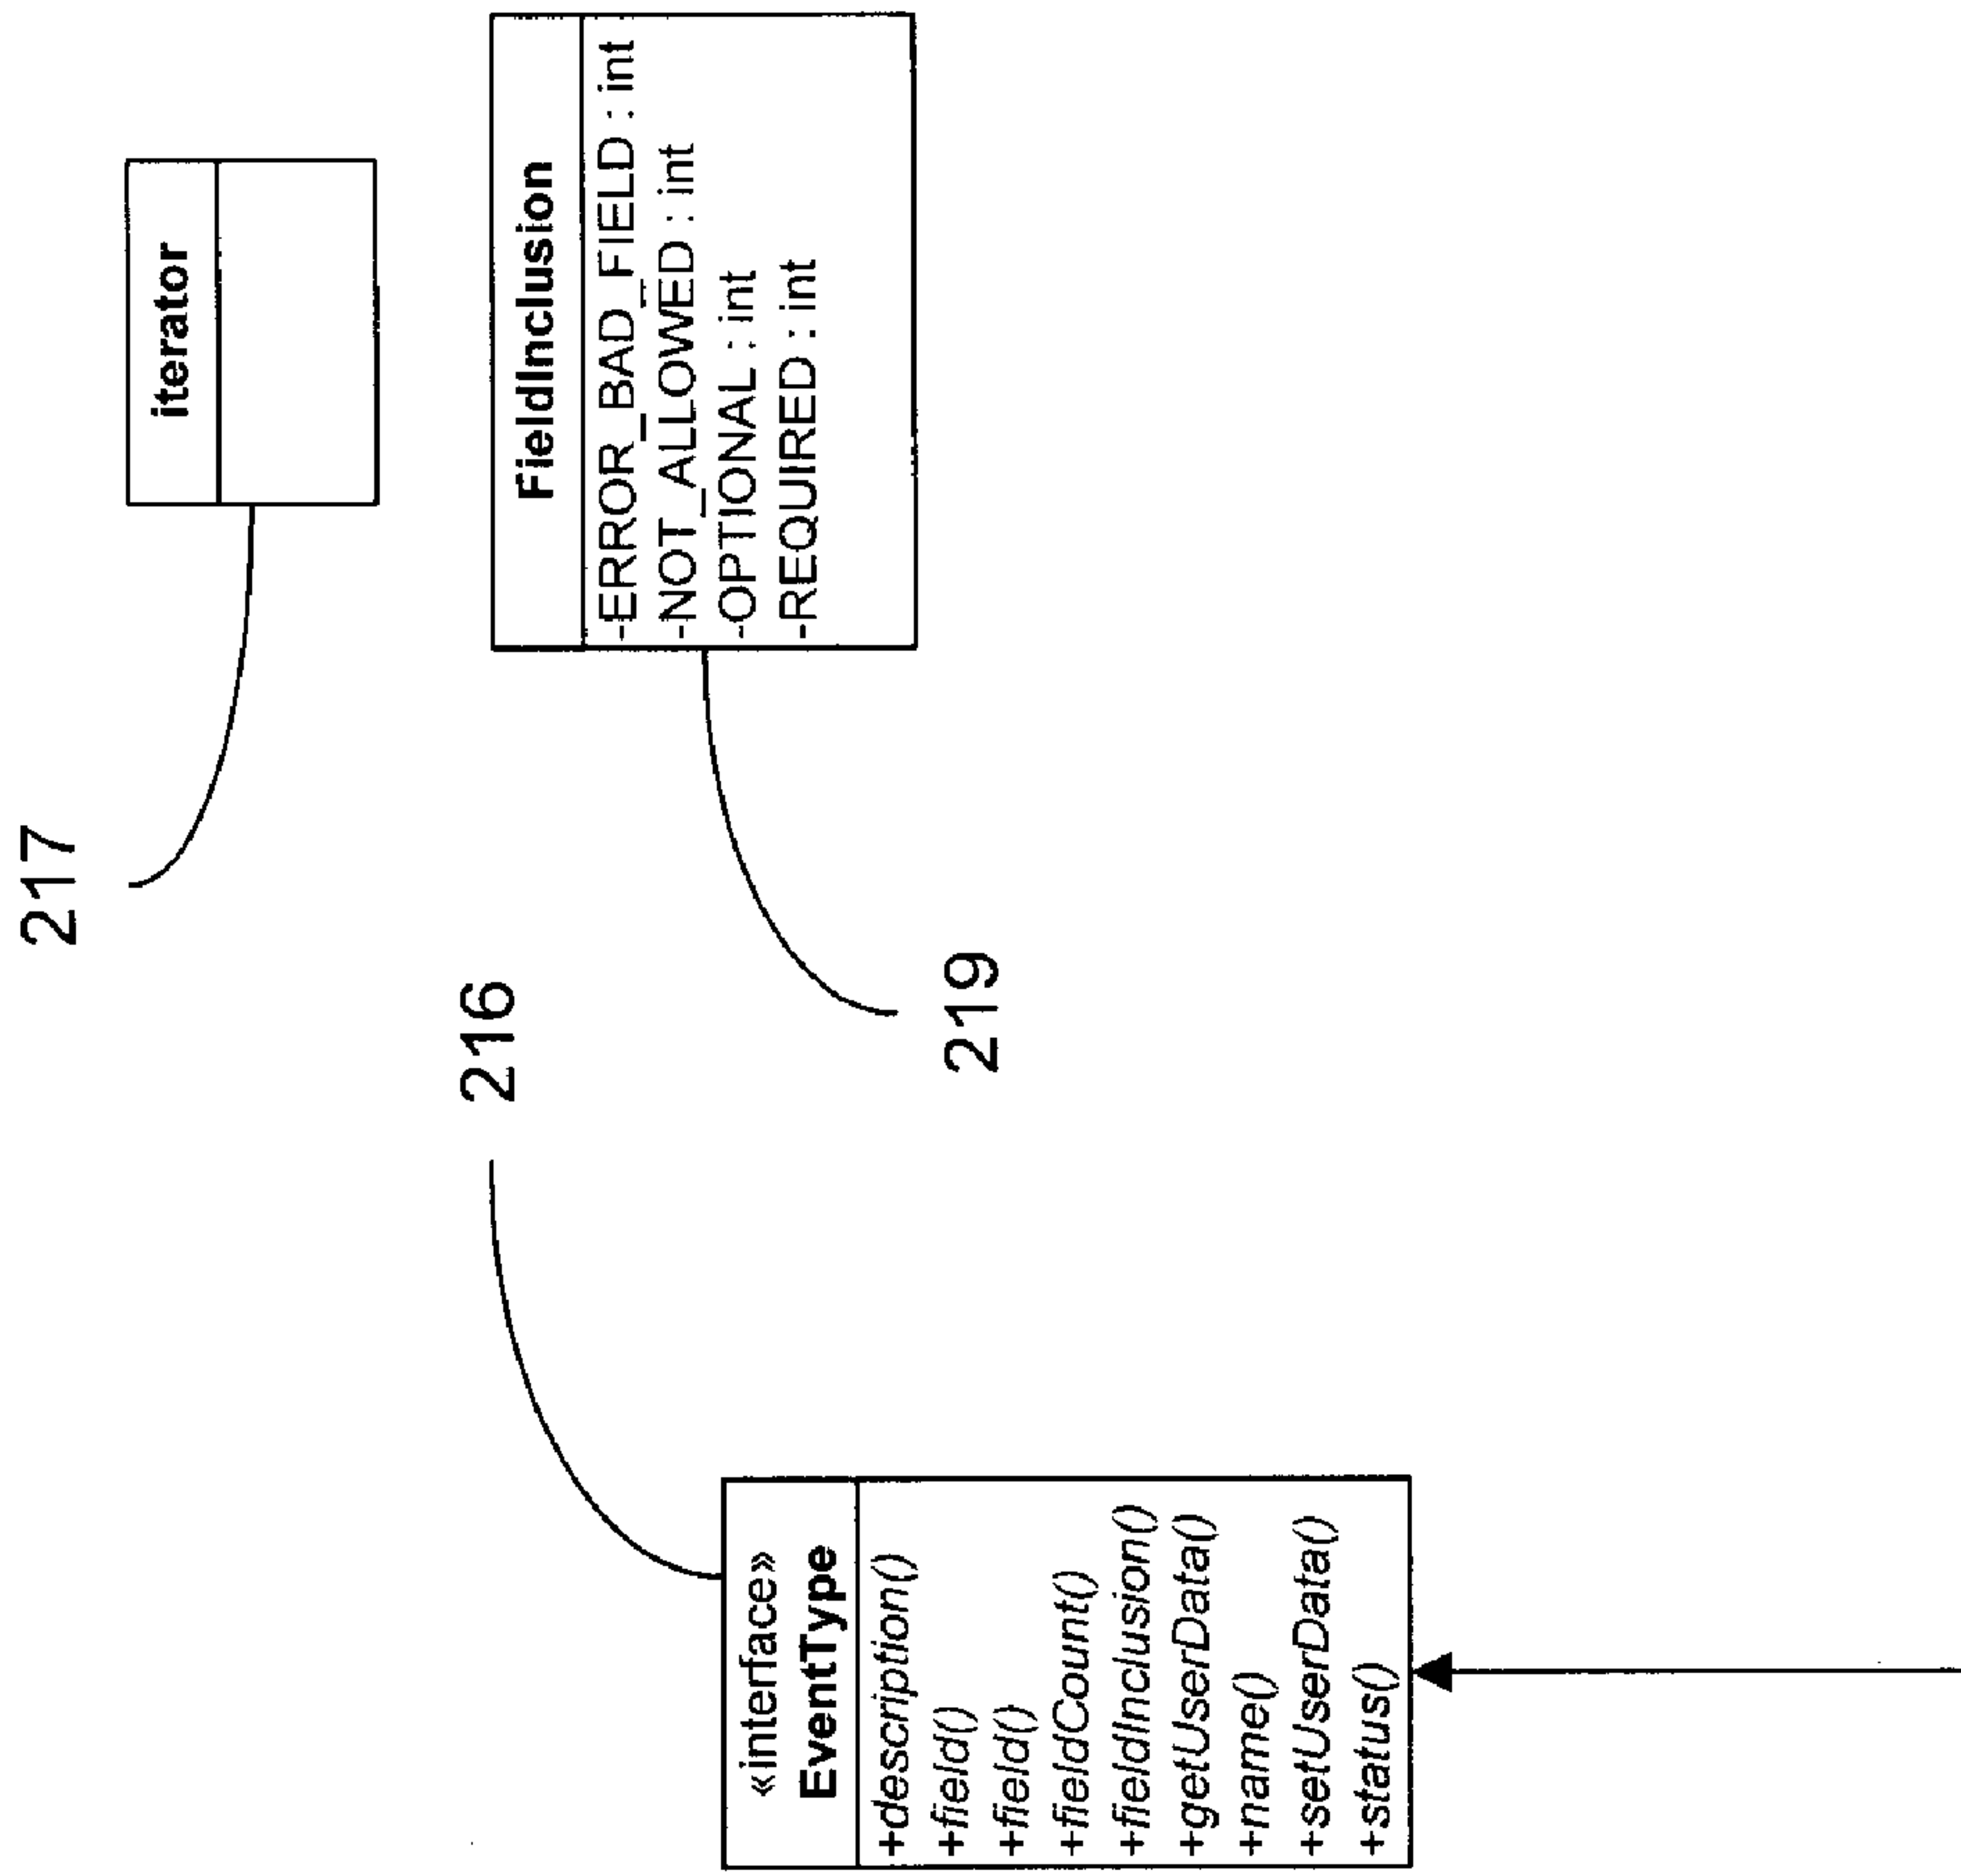 217
iterator
216
FieldInclusion
-ERROR_BAD_FIELD : int
-NOT_ALLOWED : int
-OPTIONAL : int
-REQUIRED : int
219
«interface»
EventType
+description()
+field()
+field()
+fieldCount()
+fieldInclusion()
+getUserData()
+name()
+setUserData()
+status()